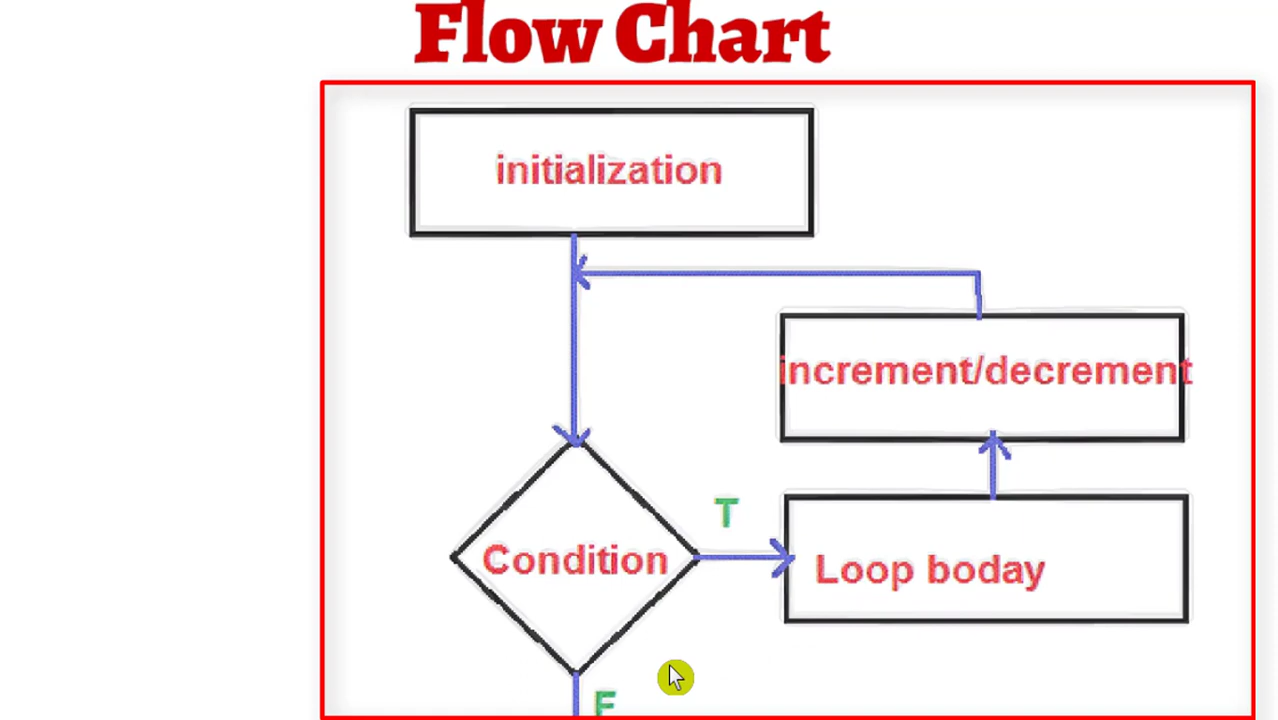 Flow Chart
initialization
increment/decrement
T
Condition
Loop boday
F